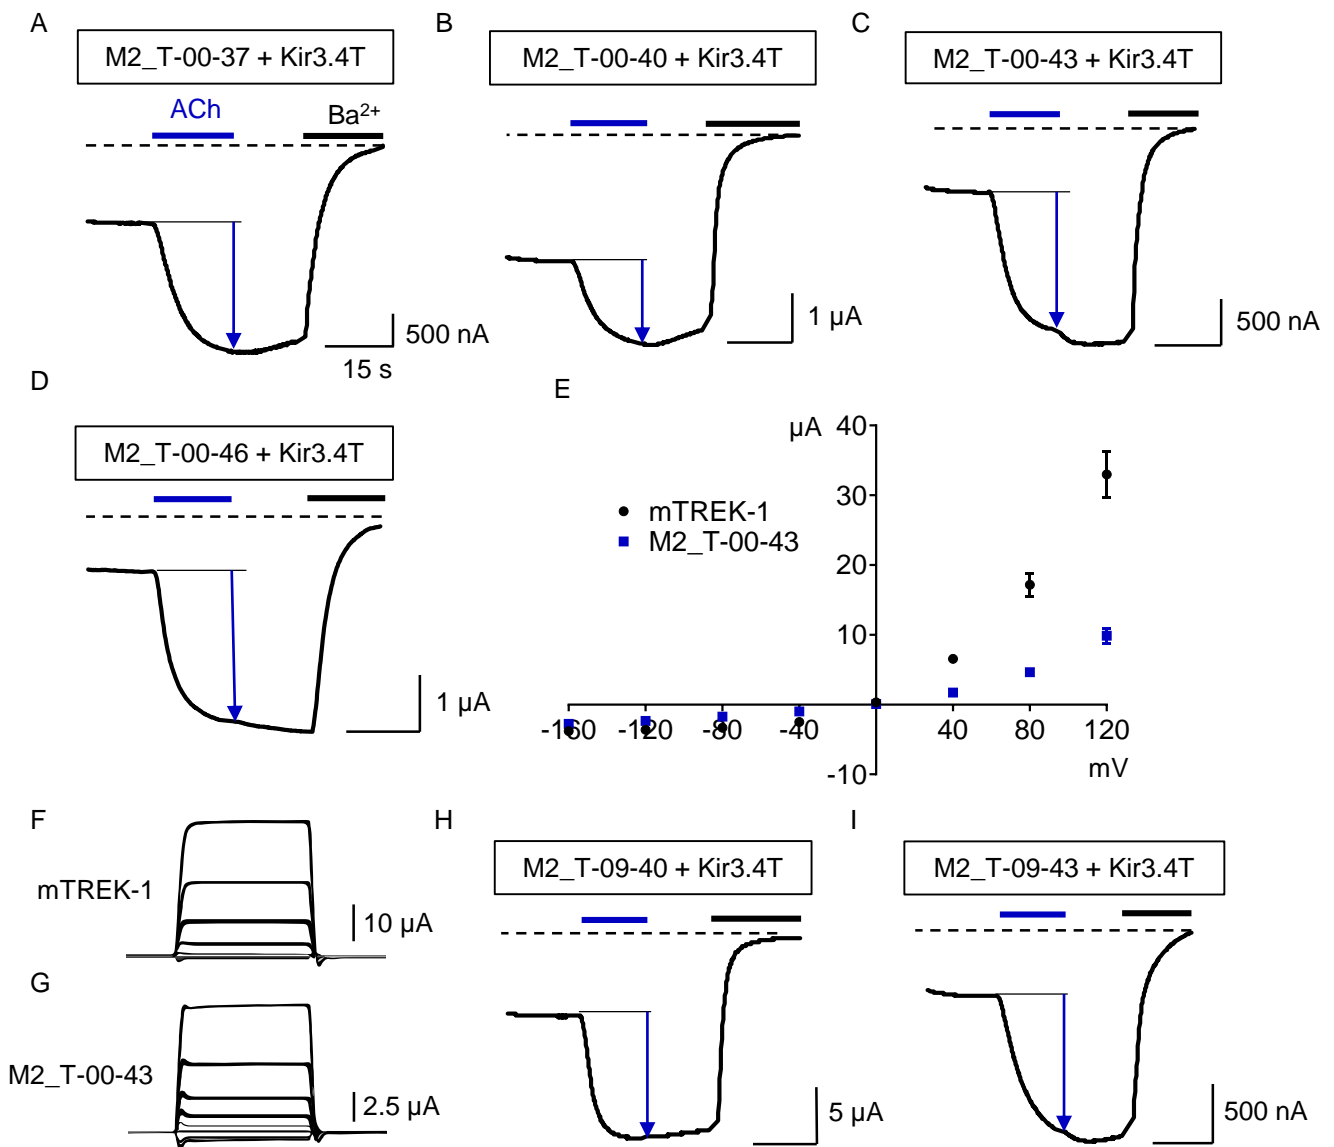 A
M2_T-00-37 + Kir3.4T
ACh
Ba²⁺
500 nA
15 s
B
M2_T-00-40 + Kir3.4T
1 µA
C
M2_T-00-43 + Kir3.4T
500 nA
D
M2_T-00-46 + Kir3.4T
1 µA
E
µA
40
30
20
10
-10
mTREK-1
M2_T-00-43
-160 -120 -80 -40 40 80 120
mV
F
mTREK-1
10 µA
G
M2_T-00-43
2.5 µA
H
M2_T-09-40 + Kir3.4T
5 µA
I
M2_T-09-43 + Kir3.4T
500 nA